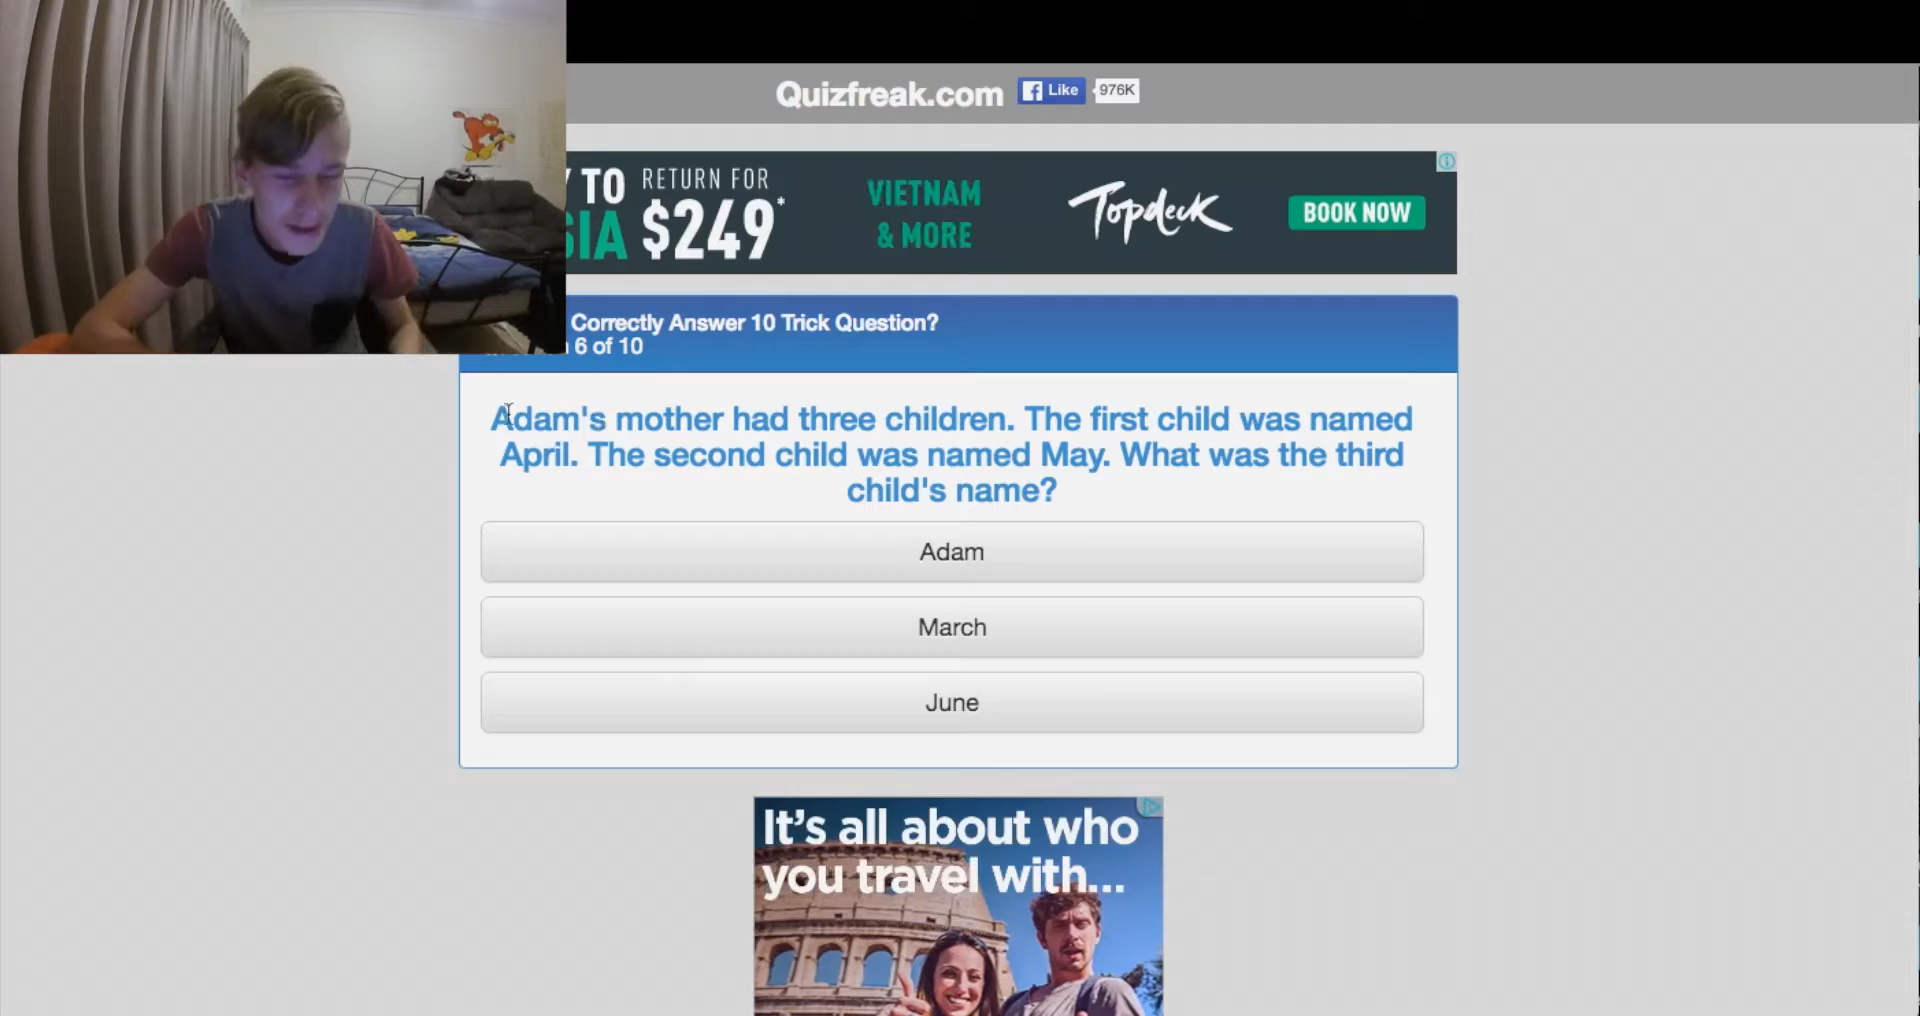 Quizfreak.com
Like
976K
TO
SIA
RETURN FOR
$249*
VIETNAM
& MORE
Topdeck
BOOK NOW
Correctly Answer 10 Trick Question?
6 of 10
Adam's mother had three children. The first child was named
April. The second child was named May. What was the third
child's name?
Adam
March
June
It's all about who
you travel with...